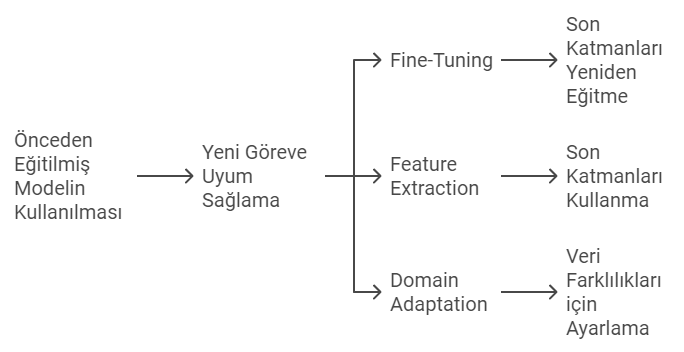 Önceden
Eğitilmiş
Modelin
Kullanılması
Yeni Göreve
Uyum
Sağlama
Fine-Tuning
Son
Katmanları
Yeniden
Eğitme
Feature
Extraction
Son
Katmanları
Kullanma
Domain
Adaptation
Veri
Farklılıkları
için
Ayarlama